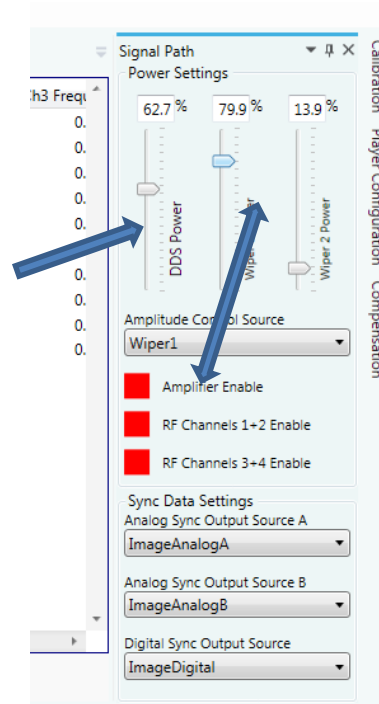 Signal Path
Power Settings
h3 Frequ
62.7 %
79.9 %
13.9 %
0.
0.
0.
0.
0.
0.
0.
0.
0.
DDS Power
Wiper 2 Power
Amplitude Control Source
Wiper1
Amplifier Enable
RF Channels 1+2 Enable
RF Channels 3+4 Enable
Sync Data Settings
Analog Sync Output Source A
ImageAnalogA
Analog Sync Output Source B
ImageAnalogB
Digital Sync Output Source
ImageDigital
Calibration
Player Configuration
Compensation